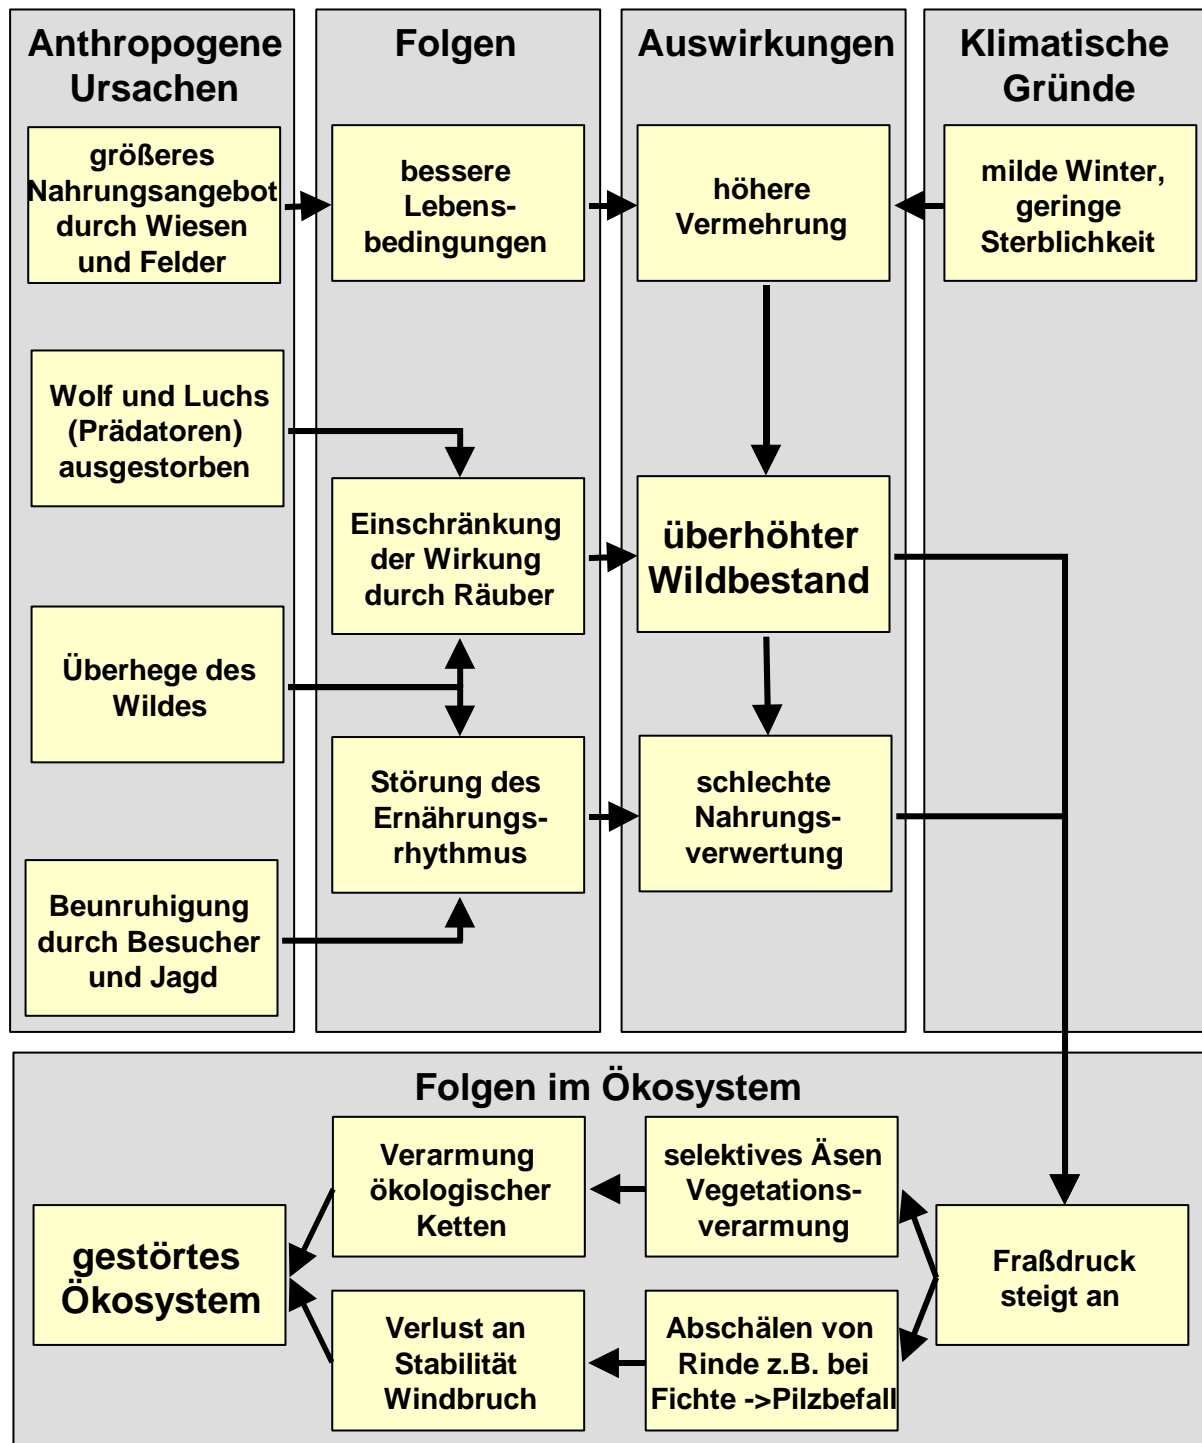 Anthropogene
Ursachen
größeres
Nahrungsangebot
durch Wiesen
und Felder
Wolf und Luchs
(Prädatoren)
ausgestorben
Überhege des
Wildes
Beunruhigung
durch Besucher
und Jagd
Folgen
bessere
Lebens-
bedingungen
Einschränkung
der Wirkung
durch Räuber
Störung des
Ernährungs-
rhythmus
Auswirkungen
höhere
Vermehrung
überhöhter
Wildbestand
schlechte
Nahrungs-
verwertung
Klimatische
Gründe
milde Winter,
geringe
Sterblichkeit
Folgen im Ökosystem
gestörtes
Ökosystem
Verarmung
ökologischer
Ketten
Verlust an
Stabilität
Windbruch
selektives Äsen
Vegetations-
verarmung
Abschälen von
Rinde z.B. bei
Fichte ->Pilzbefall
Fraßdruck
steigt an